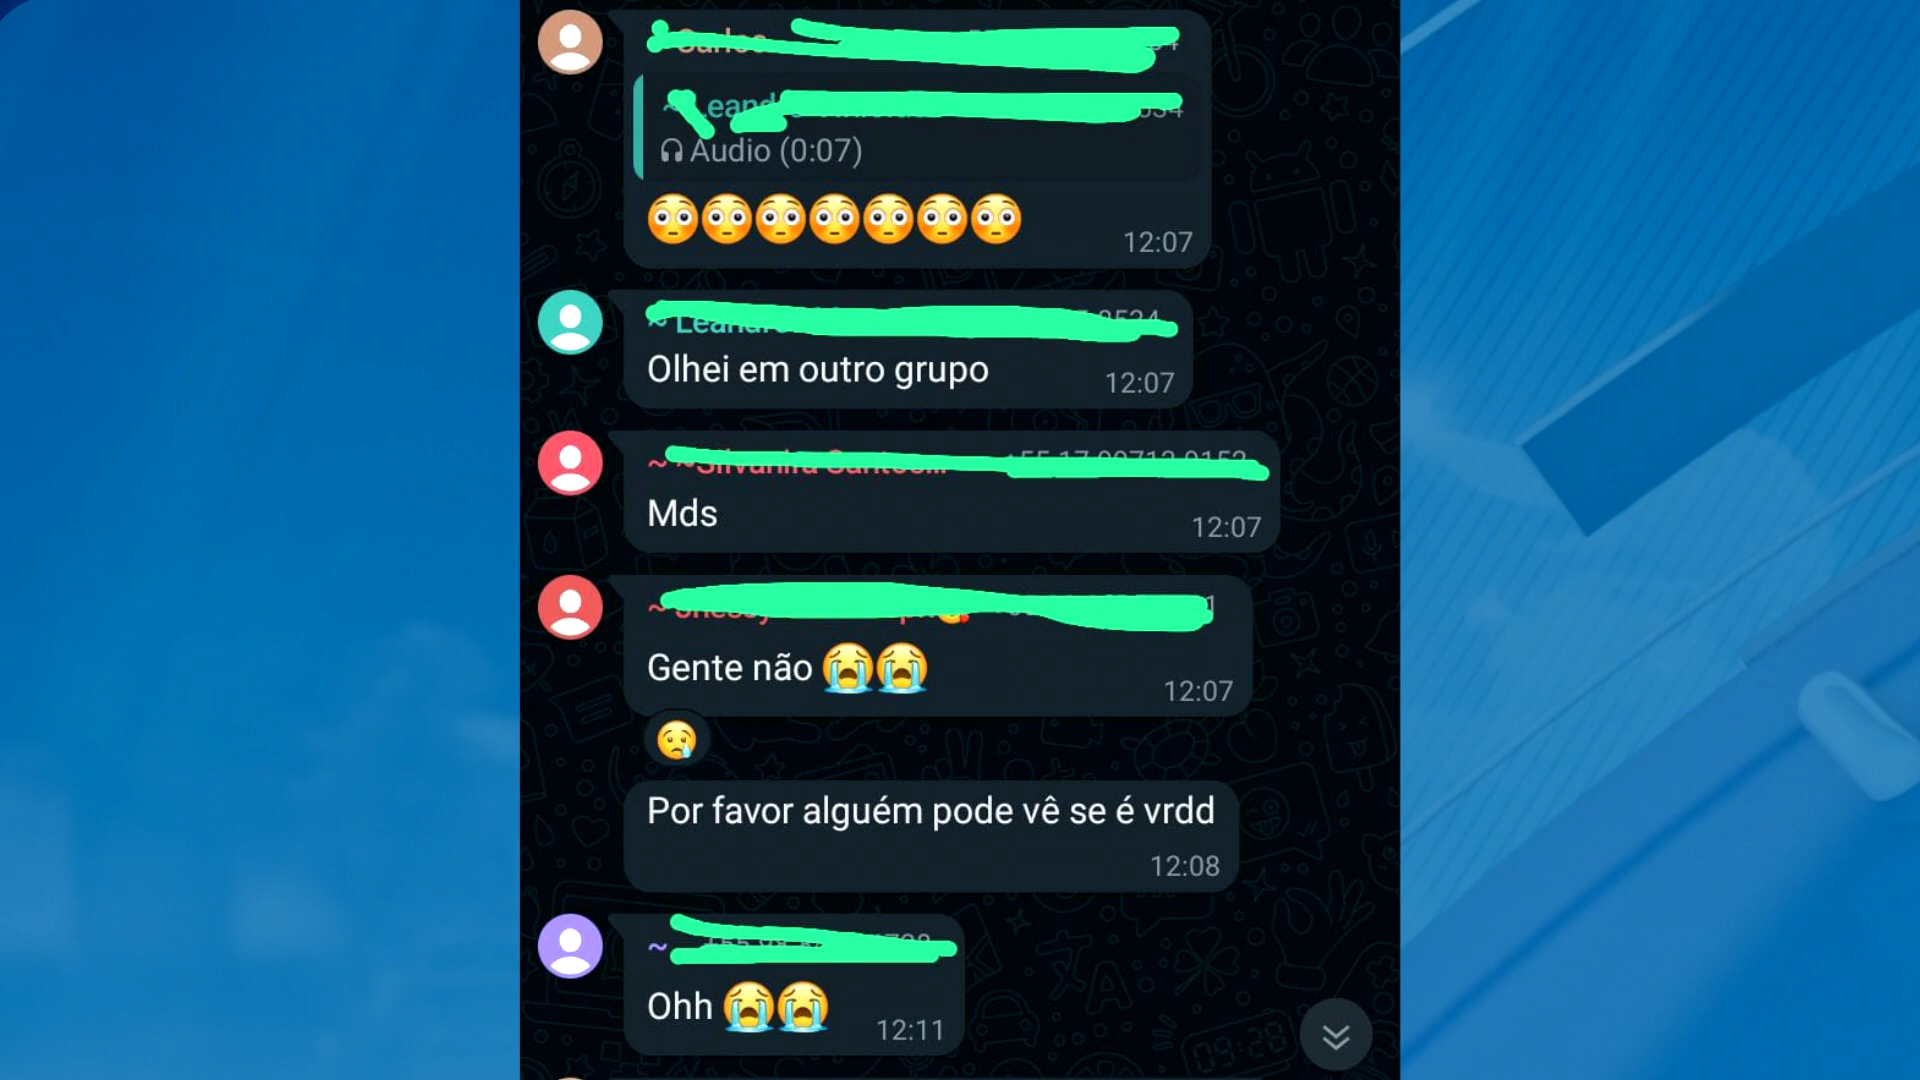 Audio (0:07)
😳😳😳😳😳😳😳
12:07
Olhei em outro grupo
12:07
Mds
12:07
Gente não 😭😭
12:07
😢
Por favor alguém pode vê se é vrdd
12:08
Ohh 😭😭
12:11